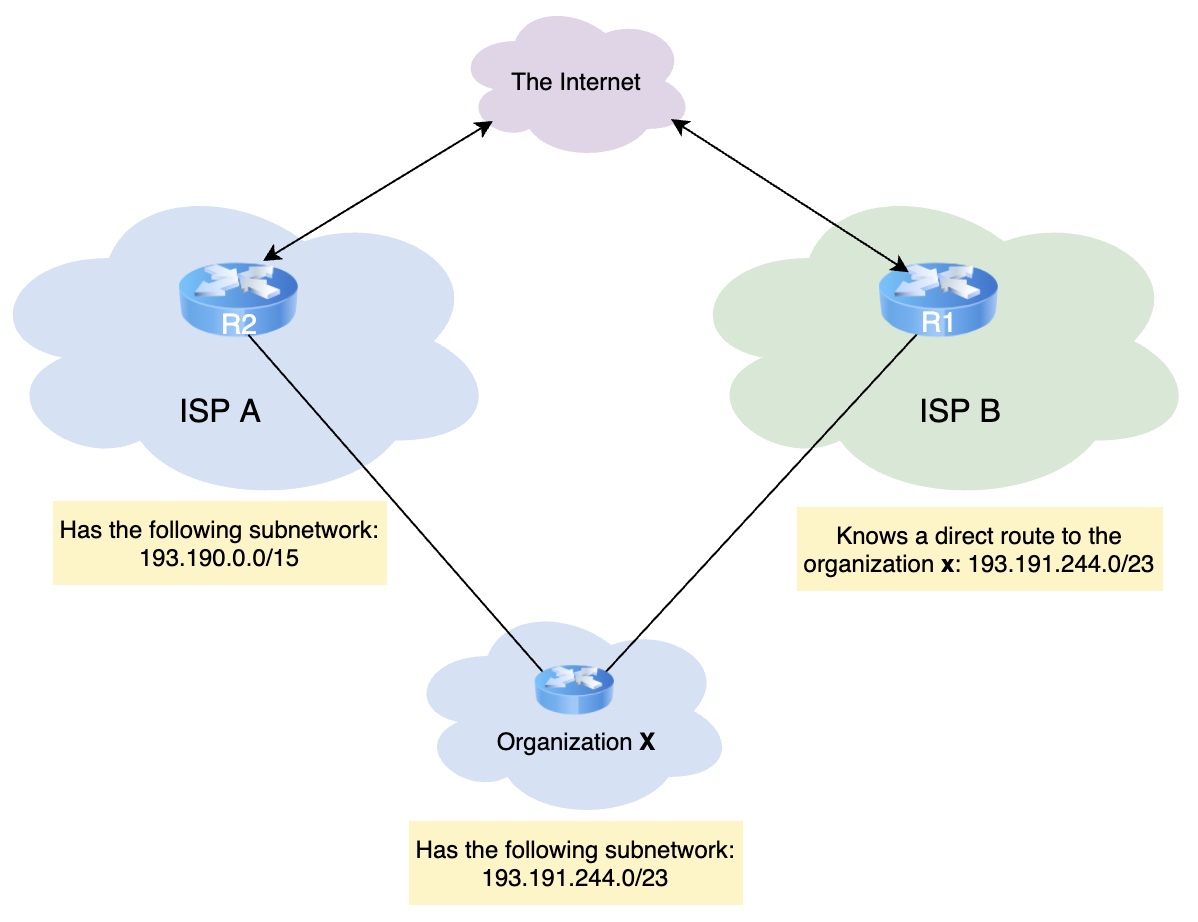 The Internet
R2
R1
ISP A
ISP B
Has the following subnetwork:
193.190.0.0/15
Knows a direct route to the
organization x: 193.191.244.0/23
Organization X
Has the following subnetwork:
193.191.244.0/23